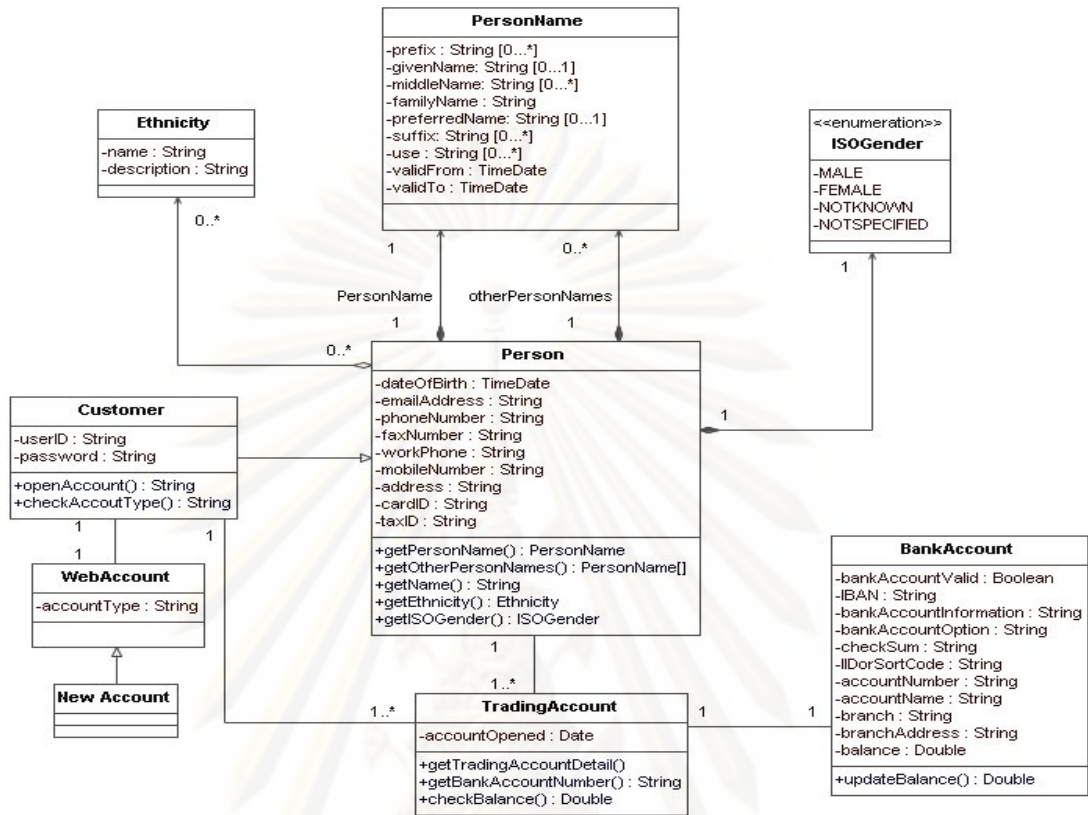 PersonName
-prefix : String [0...*]
-givenName: String [0...1]
-middleName: String [0...*]
-familyName : String
-preferredName: String [0...1]
-suffix: String [0...*]
-use : String [0...*]
-validFrom : TimeDate
-validTo : TimeDate
Ethnicity
-name : String
-description : String
<<enumeration>>
ISOGender
-MALE
-FEMALE
-NOTKNOWN
-NOTSPECIFIED
0..*
1
0..*
1
PersonName
otherPersonNames
1
1
0..*
Person
-dateOfBirth : TimeDate
-emailAddress : String
-phoneNumber : String
-faxNumber : String
-workPhone : String
-mobileNumber : String
-address : String
-cardID : String
-taxID : String
+getPersonName() : PersonName
+getOtherPersonNames() : PersonName[]
+getName() : String
+getEthnicity() : Ethnicity
+getISOGender() : ISOGender
1
Customer
-userID : String
-password : String
+openAccount() : String
+checkAccoutType() : String
1
1
1
WebAccount
-accountType : String
New Account
1
1..*
1..*
TradingAccount
-accountOpened : Date
+getTradingAccountDetail()
+getBankAccountNumber() : String
+checkBalance() : Double
1
1
BankAccount
-bankAccountValid : Boolean
-IBAN : String
-bankAccountInformation : String
-bankAccountOption : String
-checkSum : String
-IIDorSortCode : String
-accountNumber : String
-accountName : String
-branch : String
-branchAddress : String
-balance : Double
+updateBalance() : Double